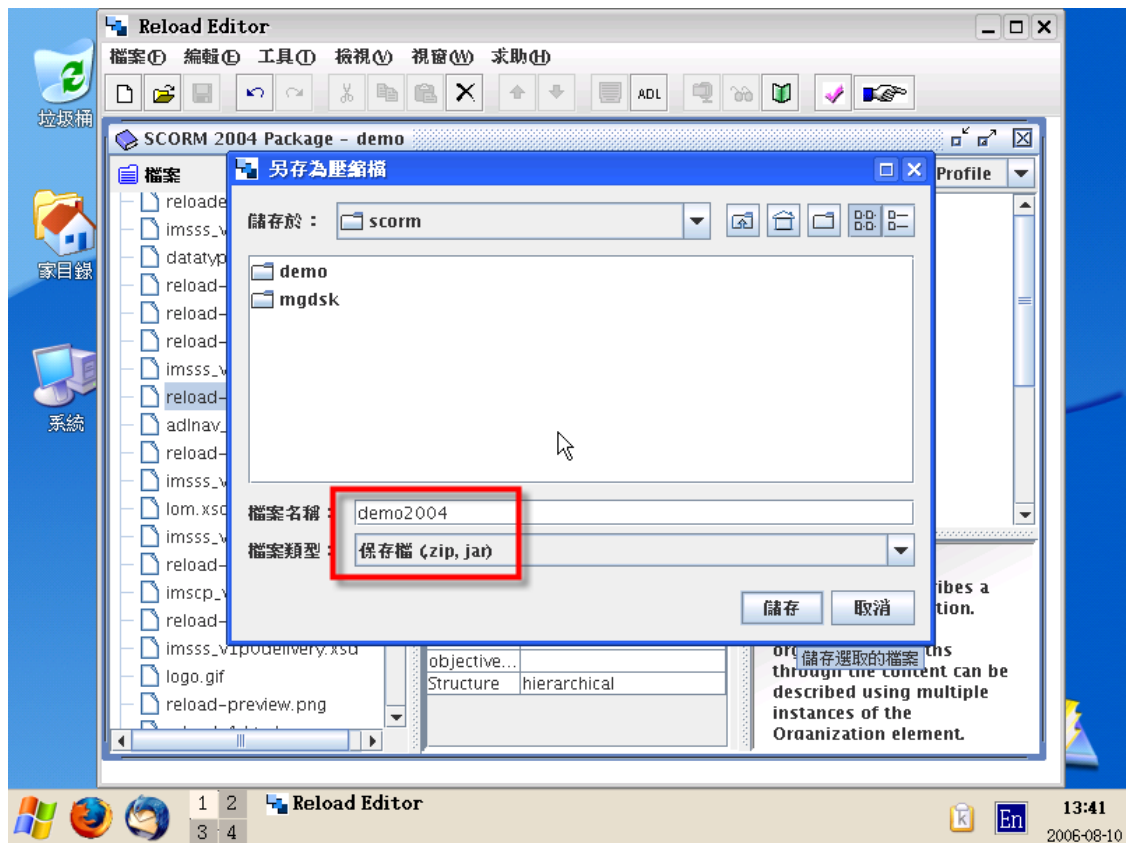 Reload Editor
檔案(F) 編輯(E) 工具(T) 檢視(V) 視窗(W) 求助(H)
ADL
垃圾桶
SCORM 2004 Package - demo
檔案
另存為壓縮檔
Profile
reloade
儲存於：
scorm
imsss_v
datatyp
家目錄
demo
reload-
mgdsk
reload-
reload-
imsss_v
reload-
系統
adlnav_
reload-
imsss_v
lom.xsd
檔案名稱：
demo2004
imsss_v
檔案類型：
保存檔 (.zip, jar)
reload-
imscp_v
ibes a
儲存
取消
tion.
reload-
imsss_v1p0delivery.xsd
objective...
儲存選取的檔案
ths
logo.gif
Structure hierarchical
through the content can be
described using multiple
reload-preview.png
instances of the
Organization element.
1 2
3 4
Reload Editor
k
En
13:41
2006-08-10